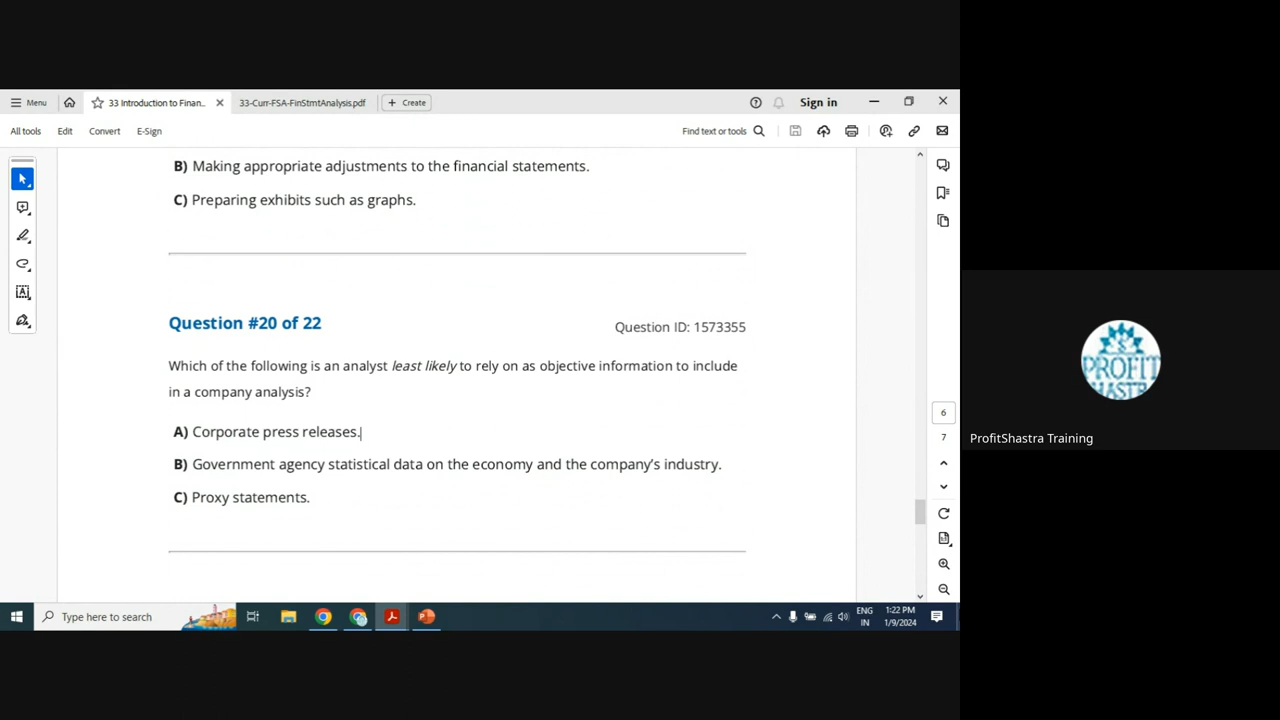 Menu
33 Introduction to Finan...
33-Curr-FSA-FinStmtAnalysis.pdf
Create
Sign in
All tools
Edit
Convert
E-Sign
Find text or tools
B) Making appropriate adjustments to the financial statements.
C) Preparing exhibits such as graphs.
Question #20 of 22
Question ID: 1573355
Which of the following is an analyst least likely to rely on as objective information to include
in a company analysis?
A) Corporate press releases.
B) Government agency statistical data on the economy and the company's industry.
C) Proxy statements.
6
7
PROFIT
SHASTRA
ProfitShastra Training
Type here to search
ENG
IN
1:22 PM
1/9/2024